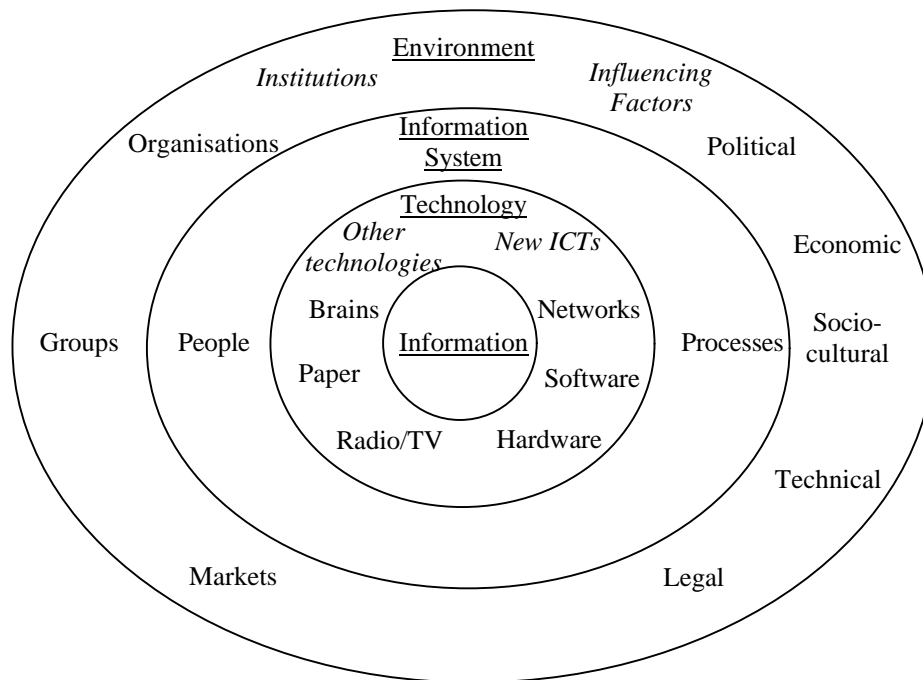 Environment
Institutions
Influencing
Factors
Organisations
Information
System
Political
Technology
Other
technologies
New ICTs
Economic
Brains
Networks
Groups
People
Information
Processes
Socio-
cultural
Paper
Software
Radio/TV
Hardware
Technical
Markets
Legal